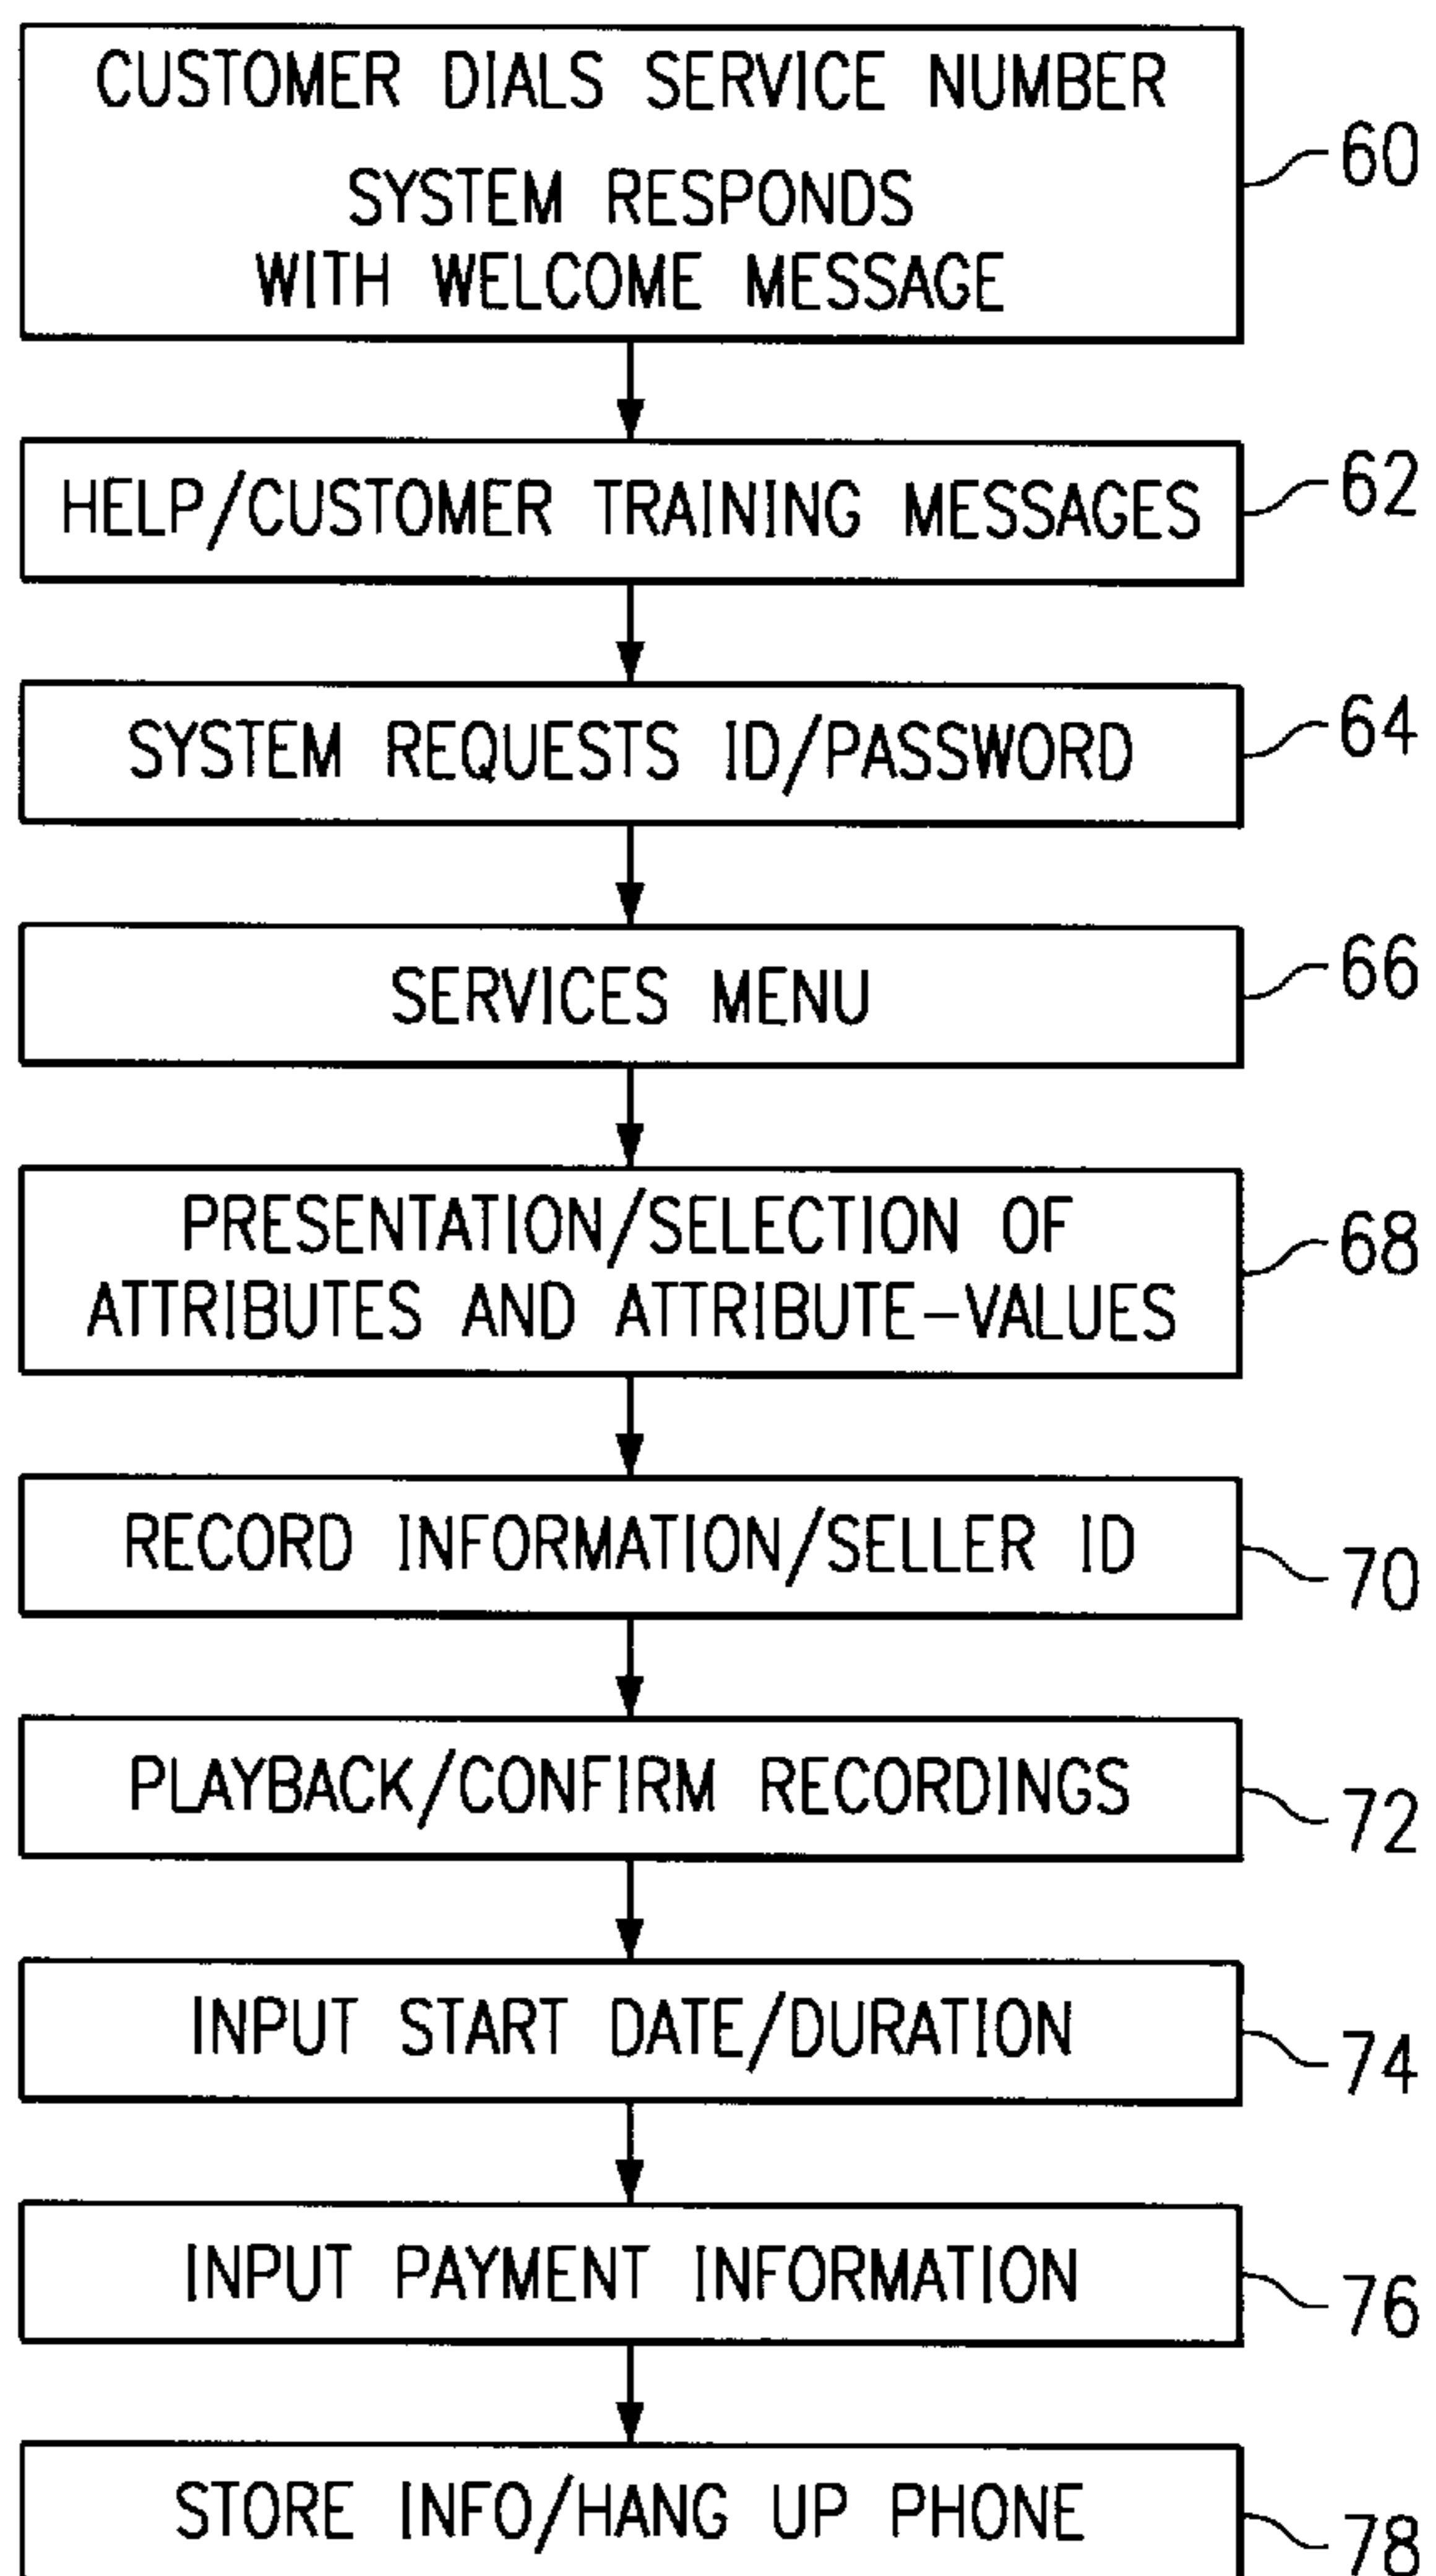 CUSTOMER DIALS SERVICE NUMBER
SYSTEM RESPONDS
WITH WELCOME MESSAGE
60
HELP/CUSTOMER TRAINING MESSAGES
62
SYSTEM REQUESTS ID/PASSWORD
64
SERVICES MENU
66
PRESENTATION/SELECTION OF
ATTRIBUTES AND ATTRIBUTE-VALUES
68
RECORD INFORMATION/SELLER ID
70
PLAYBACK/CONFIRM RECORDINGS
72
INPUT START DATE/DURATION
74
INPUT PAYMENT INFORMATION
76
STORE INFO/HANG UP PHONE
78